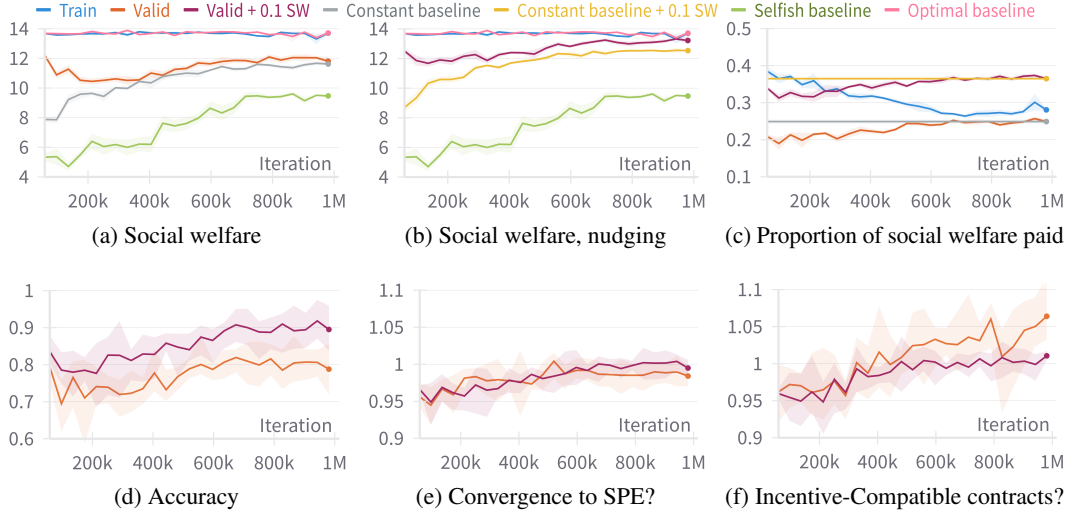 Train Valid Valid + 0.1 SW Constant baseline Constant baseline + 0.1 SW Selfish baseline Optimal baseline
14
12
10
8
6
4
Iteration
200k 400k 600k 800k 1M
(a) Social welfare
14
12
10
8
6
4
Iteration
200k 400k 600k 800k 1M
(b) Social welfare, nudging
0.5
0.4
0.3
0.2
0.1
Iteration
200k 400k 600k 800k 1M
(c) Proportion of social welfare paid
1
0.9
0.8
0.7
0.6
Iteration
200k 400k 600k 800k 1M
(d) Accuracy
1.1
1.05
1
0.95
0.9
Iteration
200k 400k 600k 800k 1M
(e) Convergence to SPE?
1.1
1.05
1
0.95
0.9
Iteration
200k 400k 600k 800k 1M
(f) Incentive-Compatible contracts?